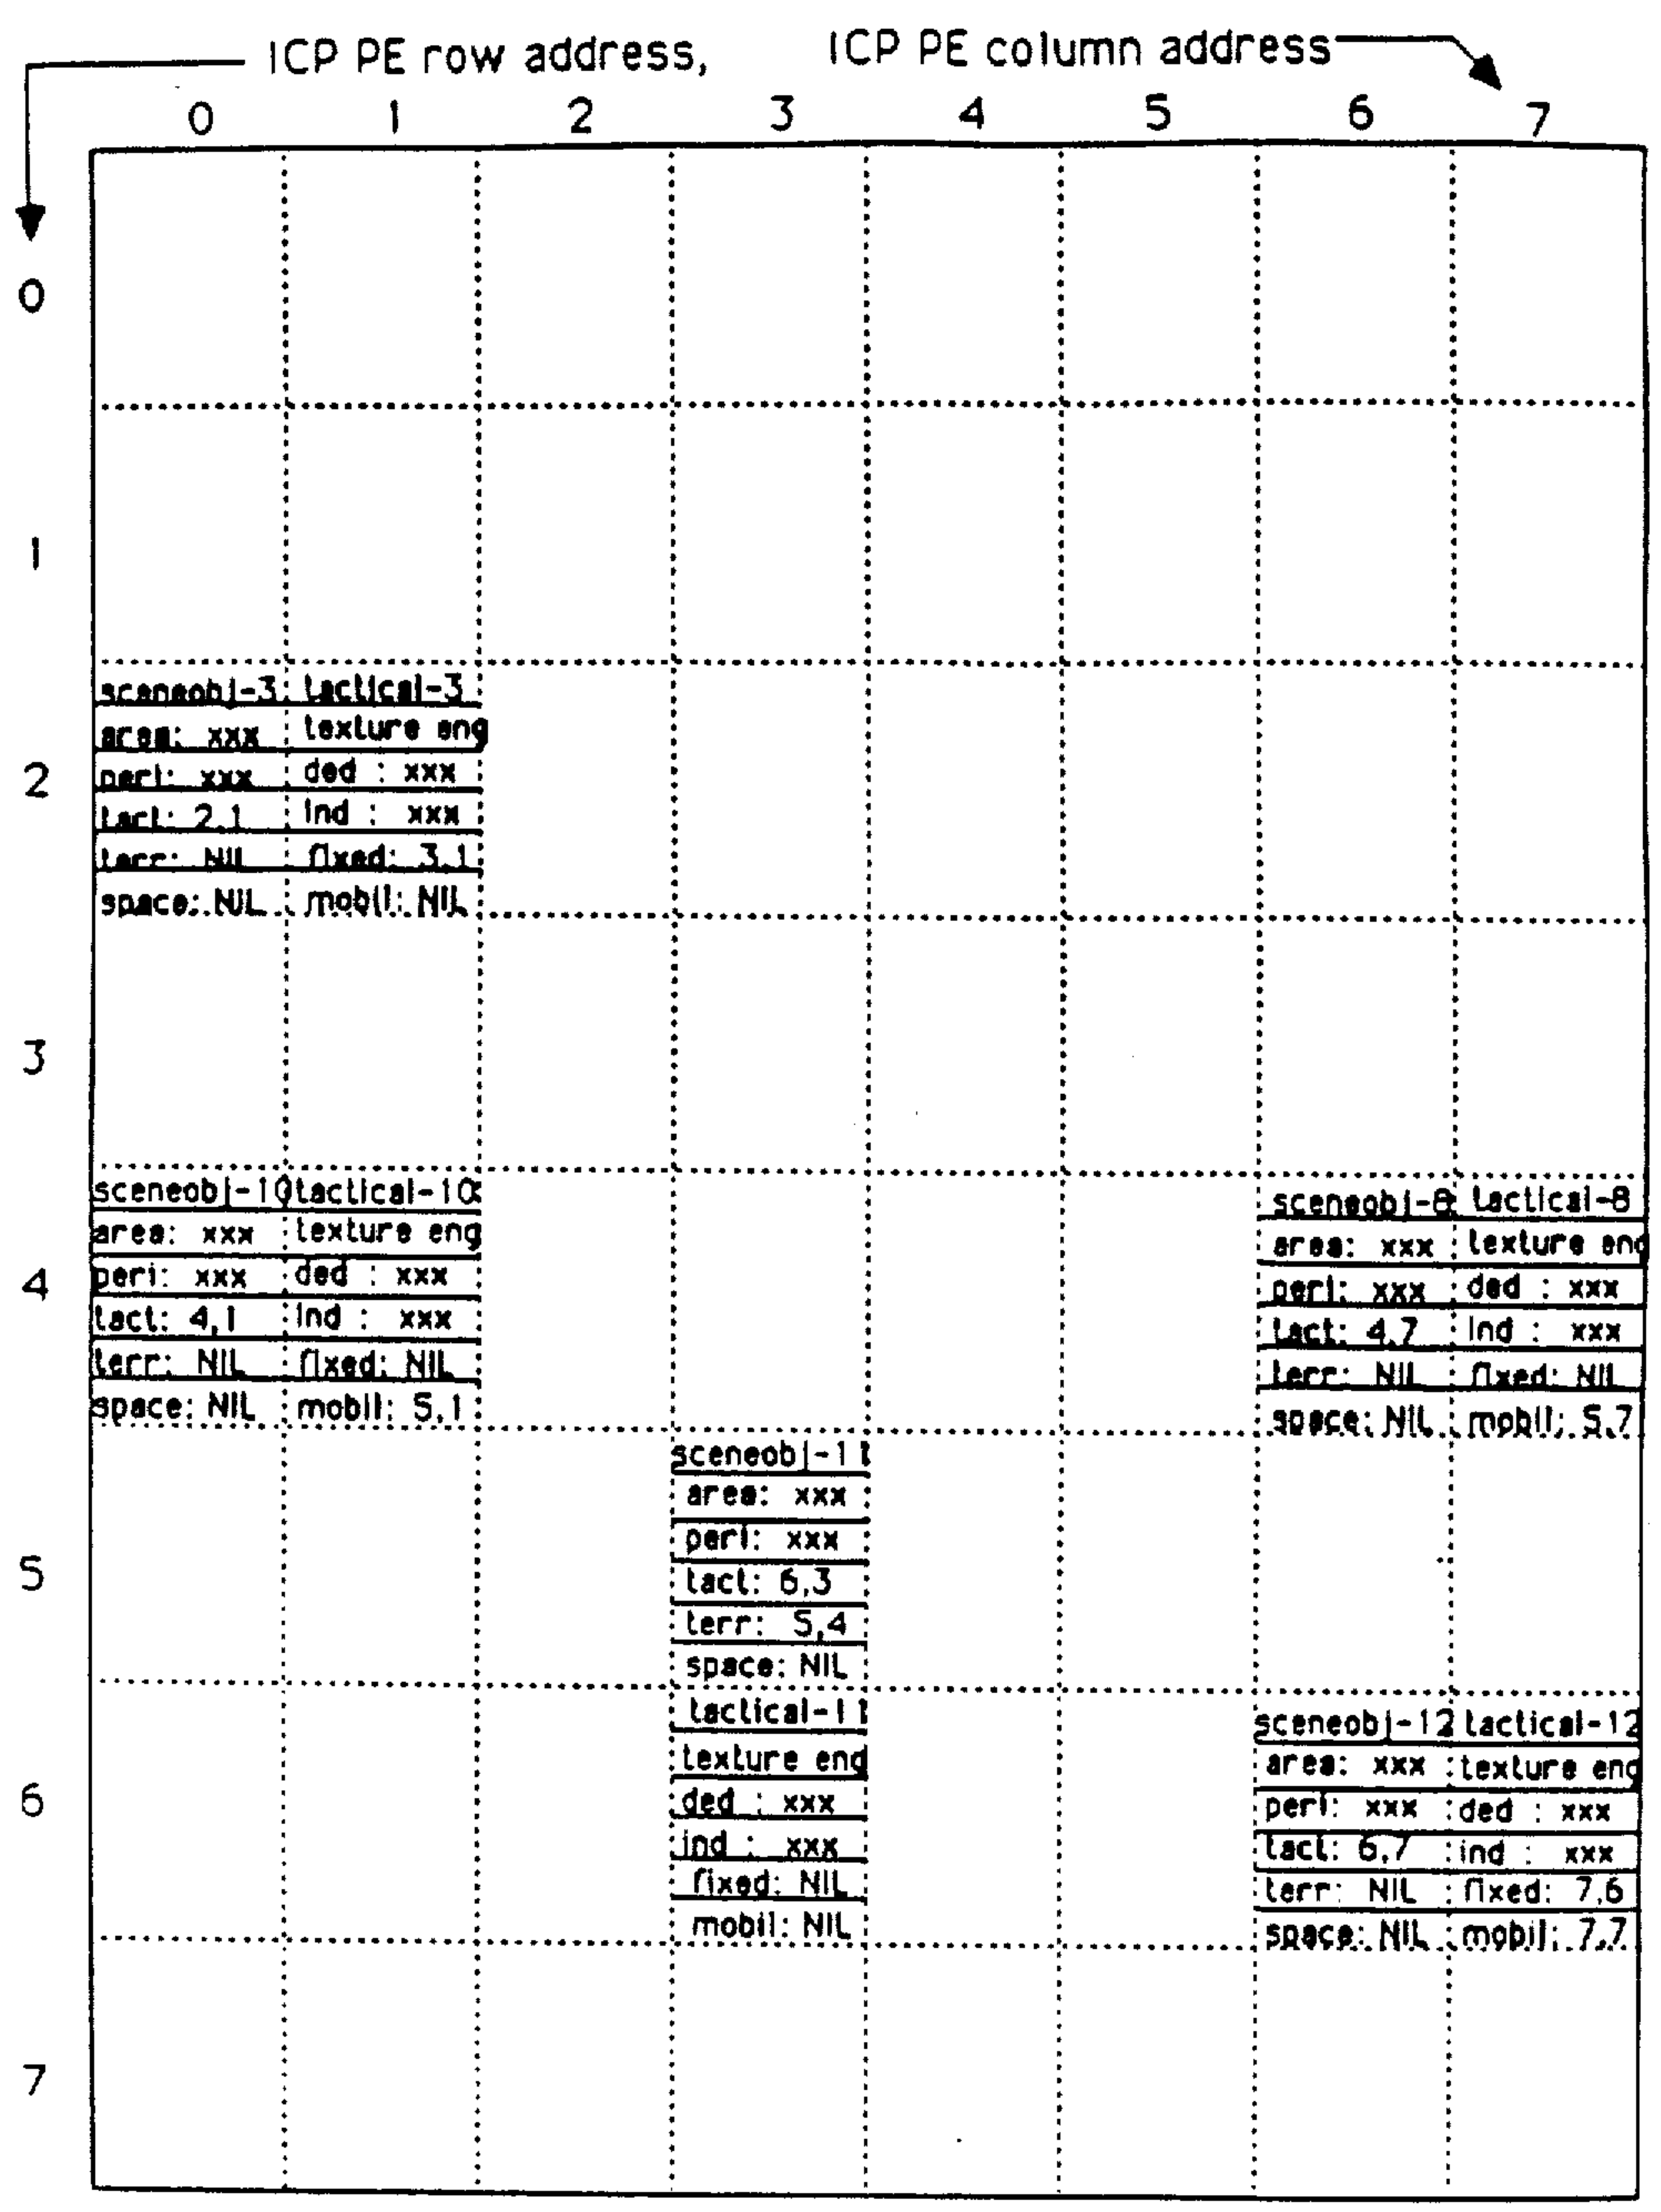 ICP PE row address, ICP PE column address
0 1 2 3 4 5 6 7
0
1
2
sceneobj-3 tactical-3
area: xxx texture eng
peri: xxx ded : xxx
tact: 2,1 ind : xxx
terr: NIL fixed: 3,1
space: NIL mobil: NIL
3
4
sceneobj-10 tactical-10
area: xxx texture eng
peri: xxx ded : xxx
tact: 4,1 ind : xxx
terr: NIL fixed: NIL
space: NIL mobil: 5,1
sceneobj-8 tactical-8
area: xxx texture eng
peri: xxx ded : xxx
tact: 4,7 ind : xxx
terr: NIL fixed: NIL
space: NIL mobil: 5,7
5
sceneobj-11
area: xxx
peri: xxx
tact: 6,3
terr: 5,4
space: NIL
6
tactical-11
texture eng
ded : xxx
ind : xxx
fixed: NIL
mobil: NIL
sceneobj-12 tactical-12
area: xxx texture eng
peri: xxx ded : xxx
tact: 6,7 ind : xxx
terr: NIL fixed: 7,6
space: NIL mobil: 7,7
7